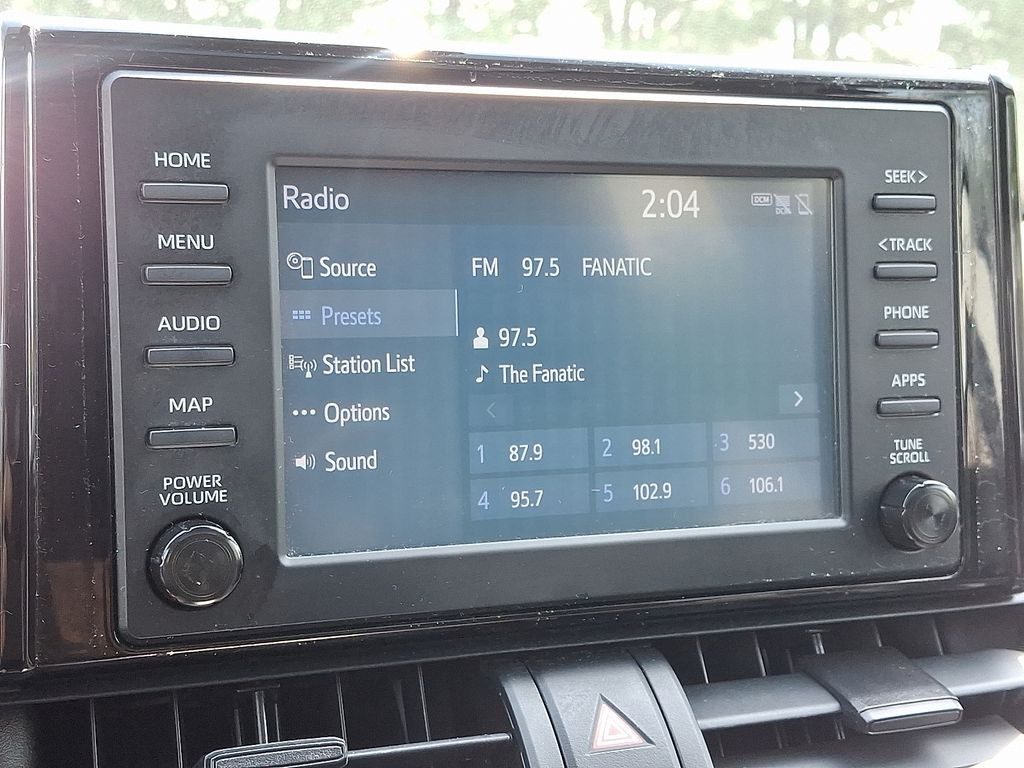 HOME
MENU
AUDIO
MAP
POWER
VOLUME
Radio
2:04
DCM
DCM
Source
Presets
Station List
Options
Sound
FM 97.5 FANATIC
97.5
The Fanatic
1 87.9
2 98.1
3 530
4 95.7
5 102.9
6 106.1
SEEK >
< TRACK
PHONE
APPS
TUNE
SCROLL